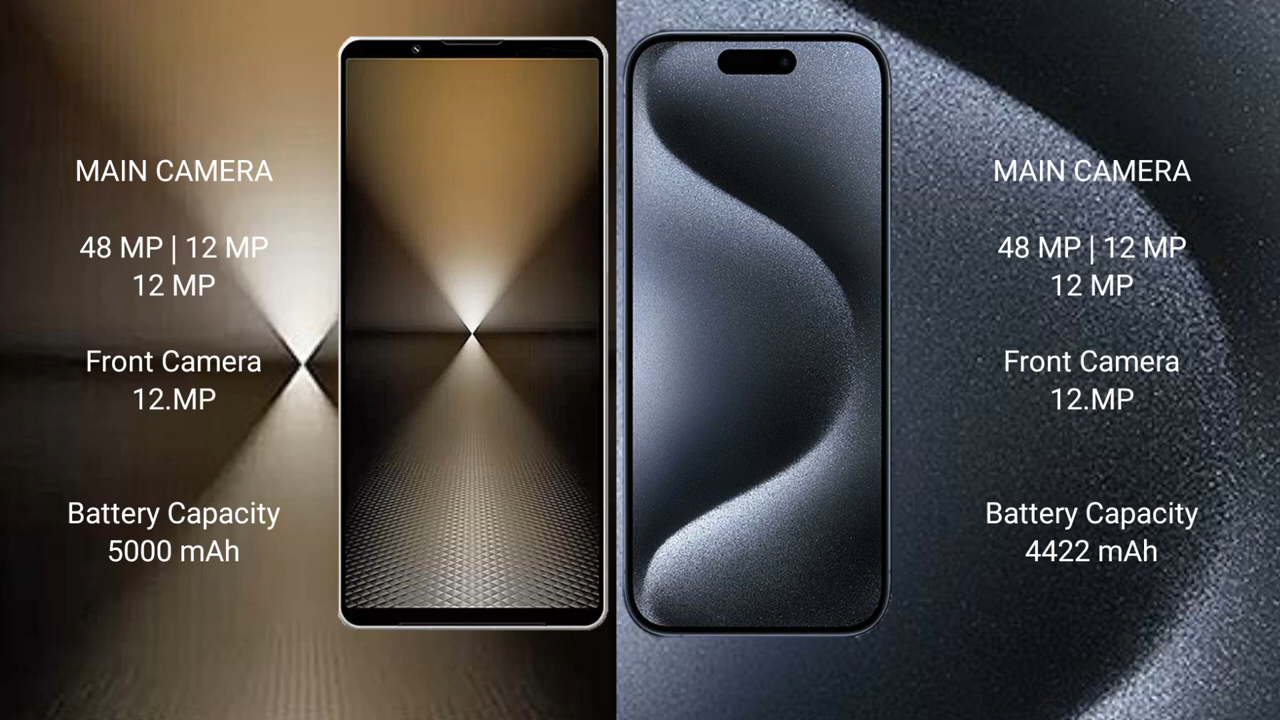 MAIN CAMERA
48 MP | 12 MP
12 MP
Front Camera
12.MP
Battery Capacity
5000 mAh
MAIN CAMERA
48 MP | 12 MP
12 MP
Front Camera
12.MP
Battery Capacity
4422 mAh